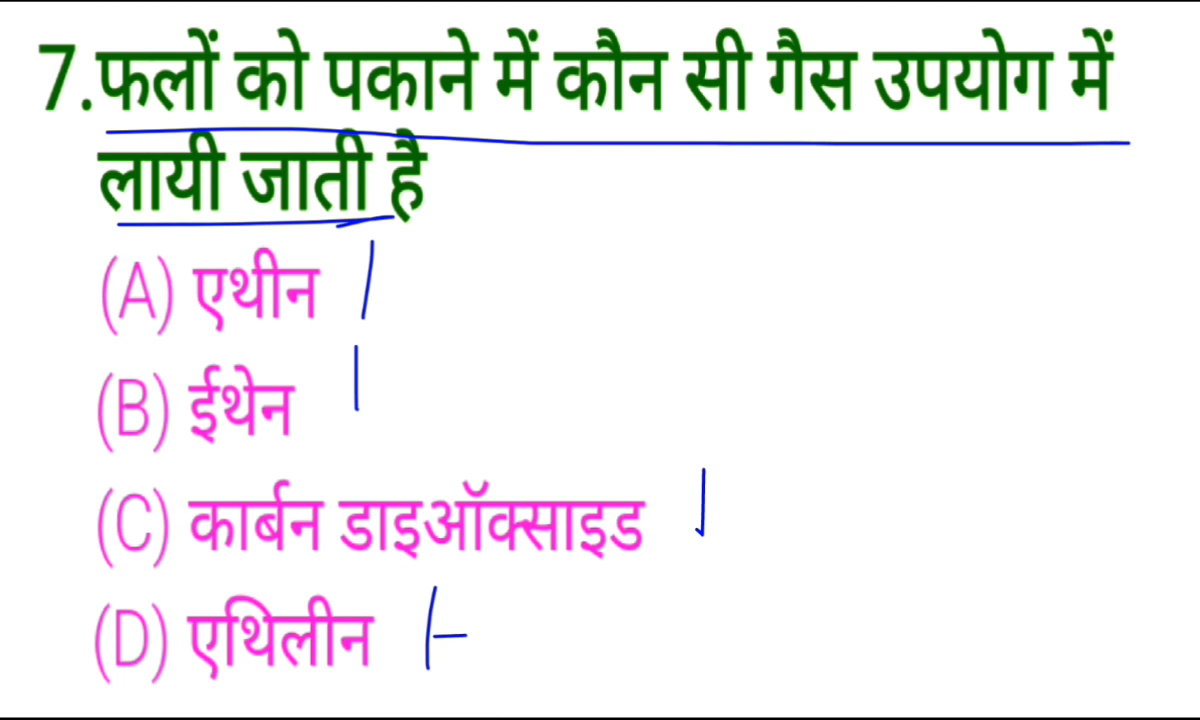 7.फलों को पकाने में कौन सी गैस उपयोग में
लायी जाती है
(A) एथीन
(B) ईथेन
(C) कार्बन डाइऑक्साइड
(D) एथिलीन